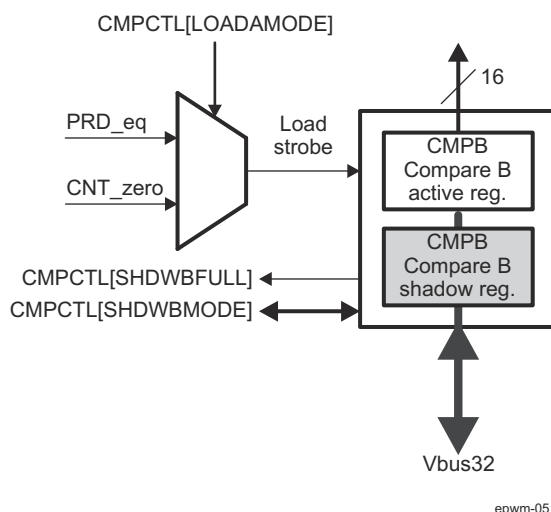 CMPCTL[LOADAMODE]
16
PRD_eq
Load
strobe
CNT_zero
CMPB
Compare B
active reg.
CMPB
Compare B
shadow reg.
CMPCTL[SHDWBFULL]
CMPCTL[SHDWBMODE]
Vbus32
epwm-05